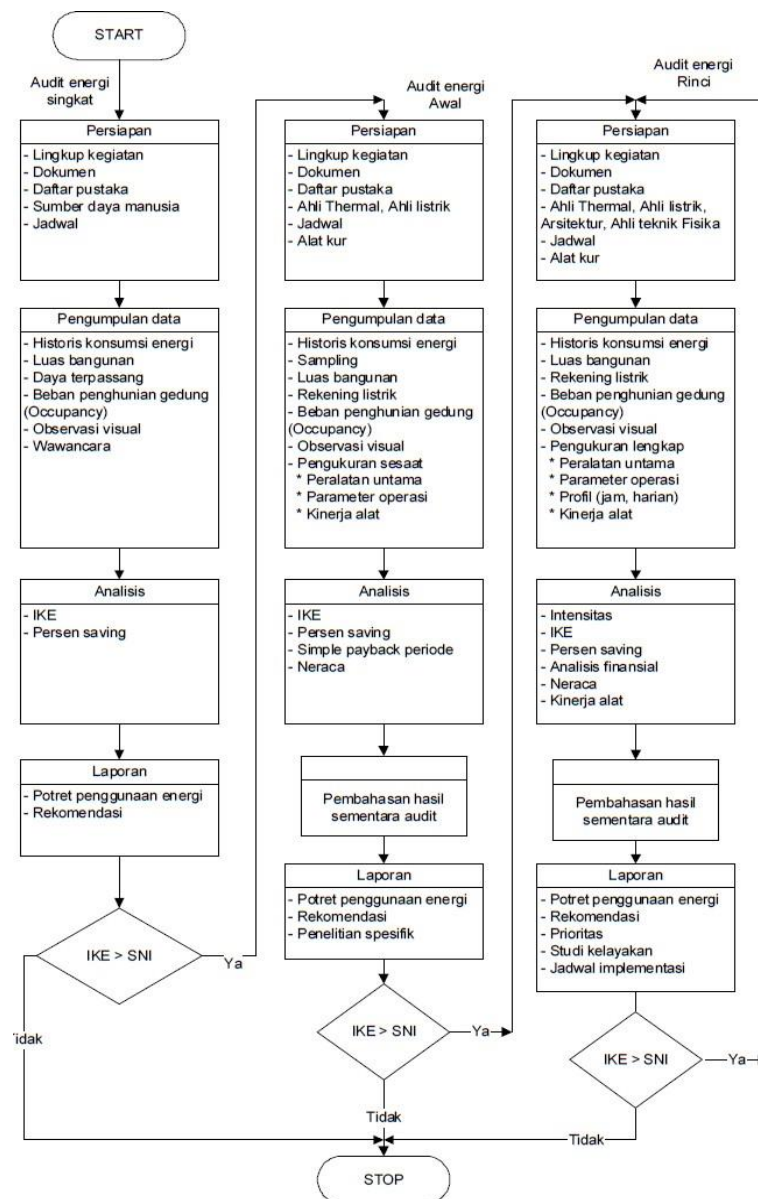 START
Audit energi
singkat
Persiapan
- Lingkup kegiatan
- Dokumen
- Daftar pustaka
- Sumber daya manusia
- Jadwal
Pengumpulan data
- Historis konsumsi energi
- Luas bangunan
- Daya terpassang
- Beban penghunian gedung
(Occupancy)
- Observasi visual
- Wawancara
Analisis
- IKE
- Persen saving
Laporan
- Potret penggunaan energi
- Rekomendasi
IKE > SNI
Ya
idak
Audit energi
Awal
Persiapan
- Lingkup kegiatan
- Dokumen
- Daftar pustaka
- Ahli Thermal, Ahli listrik
- Jadwal
- Alat kur
Pengumpulan data
- Historis konsumsi energi
- Sampling
- Luas bangunan
- Rekening listrik
- Beban penghunian gedung
(Occupancy)
- Observasi visual
- Pengukuran sesaat
* Peralatan untama
* Parameter operasi
* Kinerja alat
Analisis
- IKE
- Persen saving
- Simple payback periode
- Neraca
Pembahasan hasil
sementara audit
Laporan
- Potret penggunaan energi
- Rekomendasi
- Penelitian spesifik
IKE > SNI
Ya
Tidak
Audit energi
Rinci
Persiapan
- Lingkup kegiatan
- Dokumen
- Daftar pustaka
- Ahli Thermal, Ahli listrik,
Arsitektur, Ahli teknik Fisika
- Jadwal
- Alat kur
Pengumpulan data
- Historis konsumsi energi
- Luas bangunan
- Rekening listrik
- Beban penghunian gedung
(Occupancy)
- Observasi visual
- Pengukuran lengkap
* Peralatan untama
* Parameter operasi
* Profil (jam, harian)
* Kinerja alat
Analisis
- Intensitas
- IKE
- Persen saving
- Analisis finansial
- Neraca
- Kinerja alat
Pembahasan hasil
sementara audit
Laporan
- Potret penggunaan energi
- Rekomendasi
- Prioritas
- Studi kelayakan
- Jadwal implementasi
IKE > SNI
Ya
Tidak
STOP